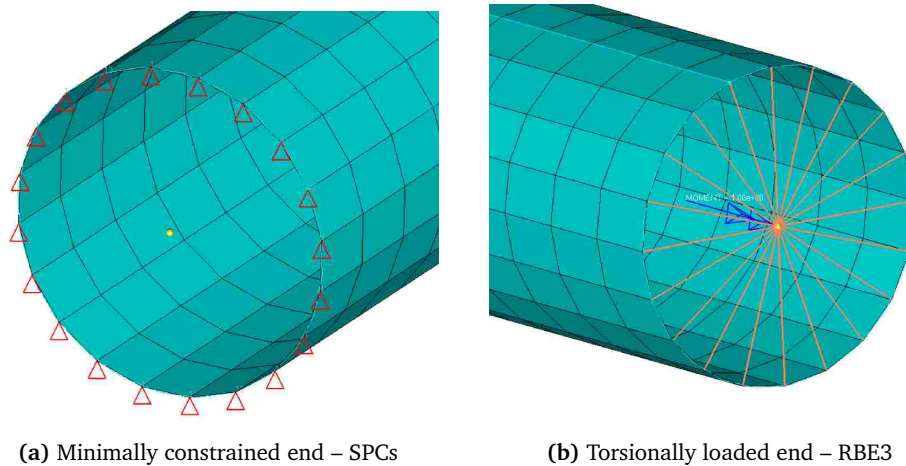 MOMENT = 1.00e+00
(a) Minimally constrained end – SPCs
(b) Torsionally loaded end – RBE3